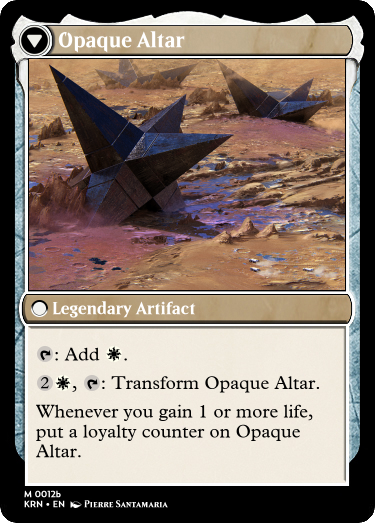 Opaque Altar
Legendary Artifact
: Add .
2 , : Transform Opaque Altar.
Whenever you gain 1 or more life,
put a loyalty counter on Opaque
Altar.
M 0012b
KRN • EN Pierre Santamaria